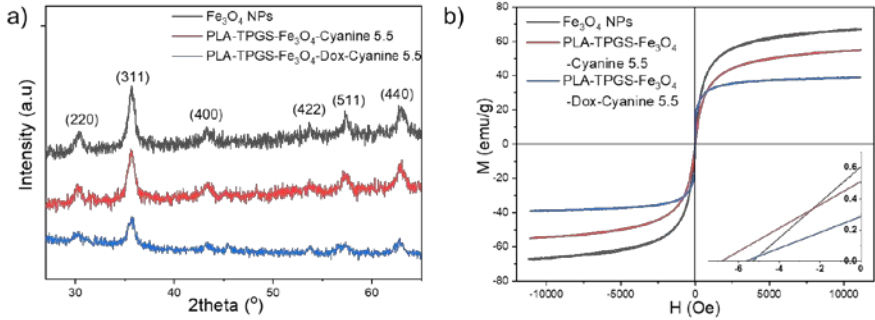 a)
Fe₃O₄ NPs
PLA-TPGS-Fe₃O₄-Cyanine 5.5
PLA-TPGS-Fe₃O₄-Dox-Cyanine 5.5
(311)
(220)
(400)
(422)
(511)
(440)
Intensity (a.u)
30
40
50
60
2theta (°)
b)
Fe₃O₄ NPs
PLA-TPGS-Fe₃O₄
-Cyanine 5.5
PLA-TPGS-Fe₃O₄
-Dox-Cyanine 5.5
M (emu/g)
80
60
40
20
0
-20
-40
-60
-80
0.6
0.4
0.2
0.0
-6
-4
-2
0
-10000
-5000
0
5000
10000
H (Oe)